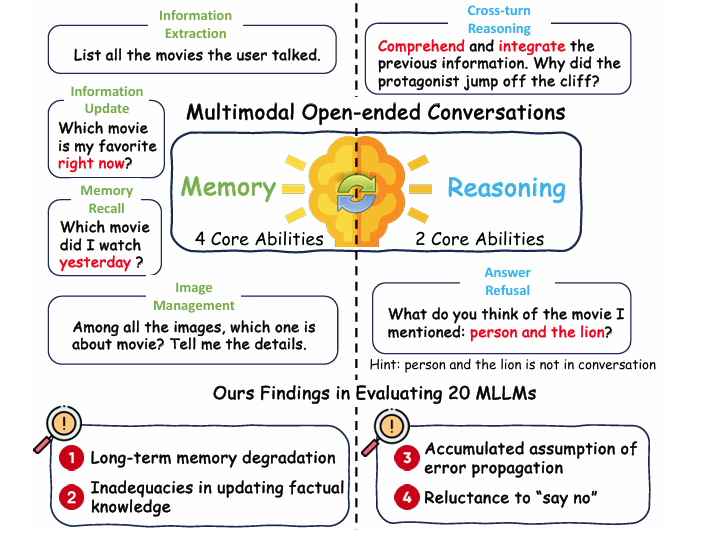 Information
Extraction
List all the movies the user talked.
Cross-turn
Reasoning
Comprehend and integrate the
previous information. Why did the
protagonist jump off the cliff?
Information
Update
Which movie
is my favorite
right now?
Multimodal Open-ended Conversations
Memory
4 Core Abilities
Reasoning
2 Core Abilities
Memory
Recall
Which movie
did I watch
yesterday ?
Image
Management
Among all the images, which one is
about movie? Tell me the details.
Answer
Refusal
What do you think of the movie I
mentioned: person and the lion?
Hint: person and the lion is not in conversation
Ours Findings in Evaluating 20 MLLMs
1 Long-term memory degradation
2 Inadequacies in updating factual
knowledge
3 Accumulated assumption of
error propagation
4 Reluctance to “say no”